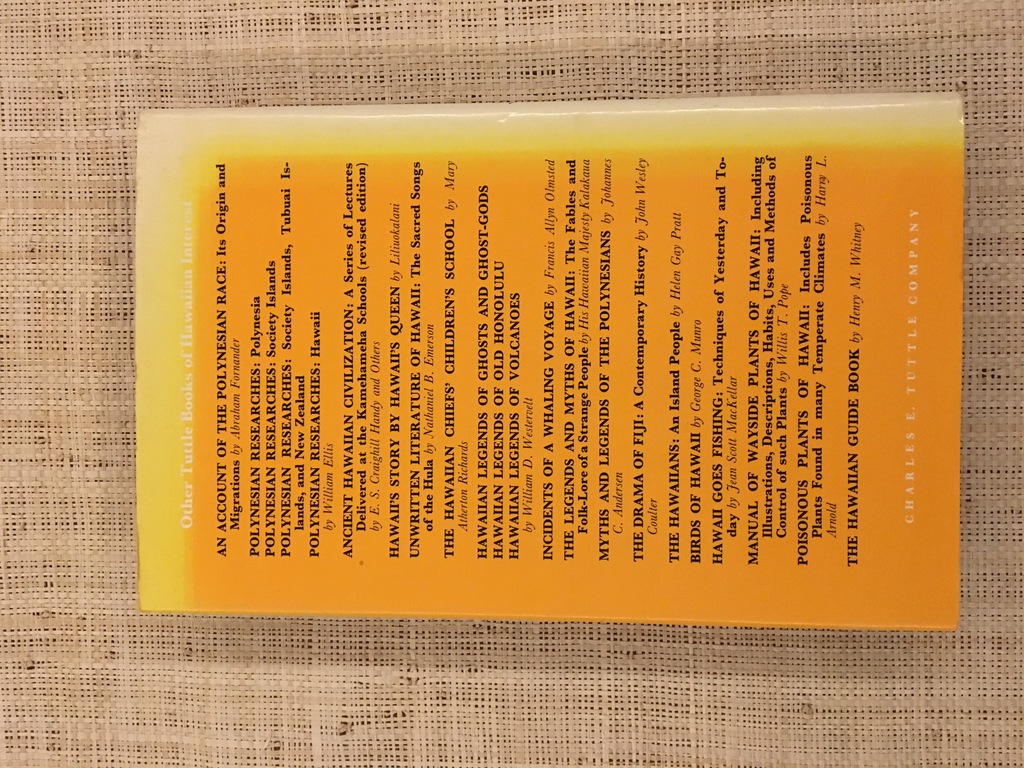 Other Tuttle Books of Hawaiian Interest
AN ACCOUNT OF THE POLYNESIAN RACE: Its Origin and
Migrations by Abraham Fornander
POLYNESIAN RESEARCHES: Polynesia
POLYNESIAN RESEARCHES: Society Islands
POLYNESIAN RESEARCHES: Society Islands, Tubuai Is-
lands, and New Zealand
POLYNESIAN RESEARCHES: Hawaii
by William Ellis
ANCIENT HAWAIIAN CIVILIZATION: A Series of Lectures
Delivered at the Kamehameha Schools (revised edition)
by E. S. Craighill Handy and Others
HAWAII'S STORY BY HAWAII'S QUEEN by Liliuokalani
UNWRITTEN LITERATURE OF HAWAII: The Sacred Songs
of the Hula by Nathaniel B. Emerson
THE HAWAIIAN CHIEFS' CHILDREN'S SCHOOL by Mary
Atherton Richards
HAWAIIAN LEGENDS OF GHOSTS AND GHOST-GODS
HAWAIIAN LEGENDS OF OLD HONOLULU
HAWAIIAN LEGENDS OF VOLCANOES
by William D. Westervelt
INCIDENTS OF A WHALING VOYAGE by Francis Allyn Olmsted
THE LEGENDS AND MYTHS OF HAWAII: The Fables and
Folk-Lore of a Strange People by His Hawaiian Majesty Kalakaua
MYTHS AND LEGENDS OF THE POLYNESIANS by Johannes
C. Andersen
THE DRAMA OF FIJI: A Contemporary History by John Wesley
Coulter
THE HAWAIIANS: An Island People by Helen Gay Pratt
BIRDS OF HAWAII by George C. Munro
HAWAII GOES FISHING: Techniques of Yesterday and To-
day by Jean Scott MacKellar
MANUAL OF WAYSIDE PLANTS OF HAWAII: Including
Illustrations, Descriptions, Habits, Uses and Methods of
Control of such Plants by Willis T. Pope
POISONOUS PLANTS OF HAWAII: Includes Poisonous
Plants Found in many Temperate Climates by Harry L.
Arnold
THE HAWAIIAN GUIDE BOOK by Henry M. Whitney
CHARLES E. TUTTLE COMPANY